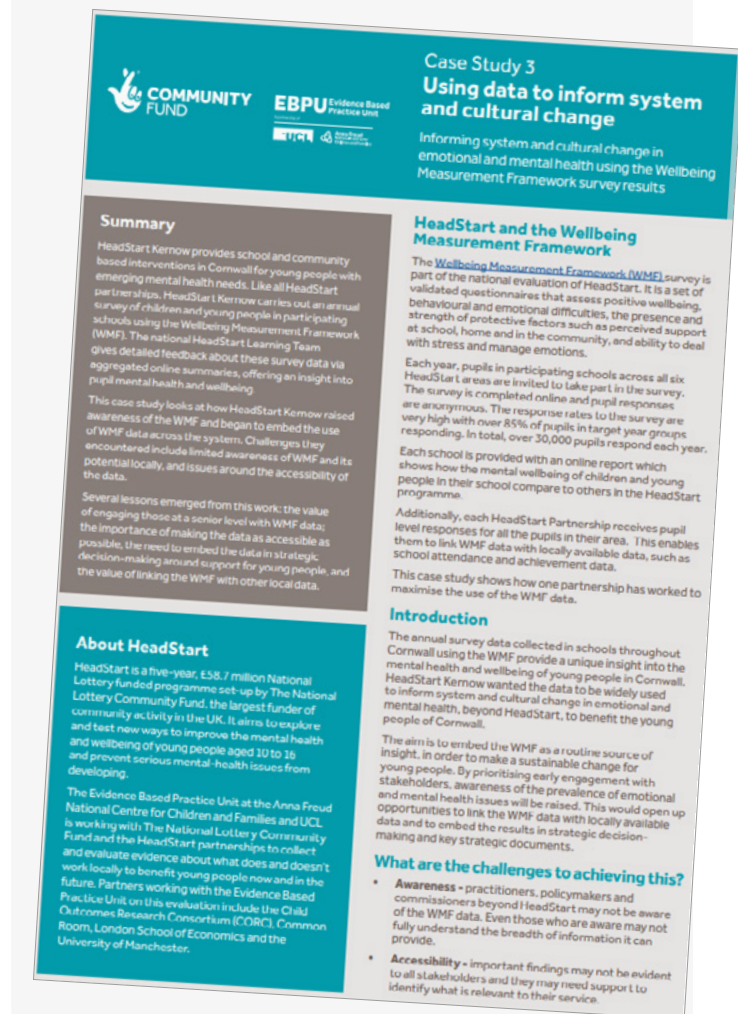 COMMUNITY
FUND
EBPU Evidence Based
Practice Unit
UCL
Case Study 3
Using data to inform system
and cultural change
Informing system and cultural change in
emotional and mental health using the Wellbeing
Measurement Framework survey results
Summary
HeadStart Kernow provides school and community
based interventions in Cornwall for young people with
emerging mental health needs. Like all HeadStart
partnerships, HeadStart Kernow carries out an annual
survey of children and young people in participating
schools using the Wellbeing Measurement Framework
(WMF). The national HeadStart Learning Team
gives detailed feedback about these survey data via
aggregated online summaries, offering an insight into
pupil mental health and wellbeing.
This case study looks at how HeadStart Kernow raised
awareness of the WMF and began to embed the use
of WMF data across the system. Challenges they
encountered include limited awareness of WMF and its
potential locally, and issues around the accessibility of
the data.
Several lessons emerged from this work: the value
of engaging those at a senior level with WMF data;
the importance of making the data as accessible as
possible, the need to embed the data in strategic
decision-making around support for young people, and
the value of linking the WMF with other local data.
About HeadStart
HeadStart is a five-year, £58.7 million National
Lottery funded programme set-up by The National
Lottery Community Fund, the largest funder of
community activity in the UK. It aims to explore
and test new ways to improve the mental health
and wellbeing of young people aged 10 to 16
and prevent serious mental-health issues from
developing.
The Evidence Based Practice Unit at the Anna Freud
National Centre for Children and Families and UCL
is working with The National Lottery Community
Fund and the HeadStart partnerships to collect
and evaluate evidence about what does and doesn't
work locally to benefit young people now and in the
future. Partners working with the Evidence Based
Practice Unit on this evaluation include the Child
Outcomes Research Consortium (CORC), Common
Room, London School of Economics and the
University of Manchester.
HeadStart and the Wellbeing
Measurement Framework
The Wellbeing Measurement Framework (WMF) survey is
part of the national evaluation of HeadStart. It is a set of
validated questionnaires that assess positive wellbeing,
behavioural and emotional difficulties, the presence and
strength of protective factors such as perceived support
at school, home and in the community, and ability to deal
with stress and manage emotions.
Each year, pupils in participating schools across all six
HeadStart areas are invited to take part in the survey.
The survey is completed online and pupil responses
are anonymous. The response rates to the survey are
very high with over 85% of pupils in target year groups
responding. In total, over 30,000 pupils respond each year.
Each school is provided with an online report which
shows how the mental wellbeing of children and young
people in their school compare to others in the HeadStart
programme.
Additionally, each HeadStart Partnership receives pupil
level responses for all the pupils in their area. This enables
them to link WMF data with locally available data, such as
school attendance and achievement data.
This case study shows how one partnership has worked to
maximise the use of the WMF data.
Introduction
The annual survey data collected in schools throughout
Cornwall using the WMF provide a unique insight into the
mental health and wellbeing of young people in Cornwall.
HeadStart Kernow wanted the data to be widely used
to inform system and cultural change in emotional and
mental health, beyond HeadStart, to benefit the young
people of Cornwall.
The aim is to embed the WMF as a routine source of
insight, in order to make a sustainable change for
young people. By prioritising early engagement with
stakeholders, awareness of the prevalence of emotional
and mental health issues will be raised. This would open up
opportunities to link the WMF data with locally available
data and to embed the results in strategic decision-
making and key strategic documents.
What are the challenges to achieving this?
• Awareness - practitioners, policymakers and
commissioners beyond HeadStart may not be aware
of the WMF data. Even those who are aware may not
fully understand the breadth of information it can
provide.
• Accessibility - important findings may not be evident
to all stakeholders and they may need support to
identify what is relevant to their service.